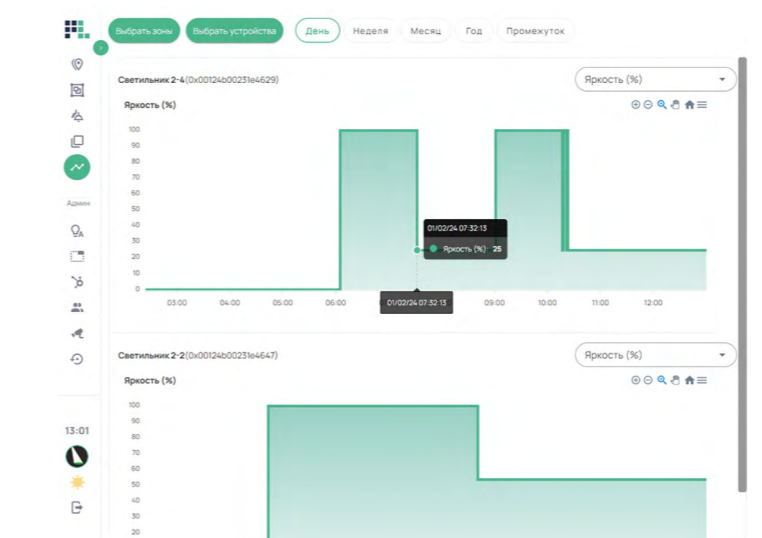 Выбрать зоны Выбрать устройства День Неделя Месяц Год Промежуток
Светильник 2-4(0x00124b00231e4629) Яркость (%)
Яркость (%)
100
90
80
70
60
50
40
30
20
10
0
01/02/24 07:32:13
Яркость (%): 25
03:00 04:00 05:00 06:00 01/02/24 07:32:13 09:00 10:00 11:00 12:00
Админ
Светильник 2-2(0x00124b00231e4647) Яркость (%)
Яркость (%)
100
90
80
70
60
50
40
30
20
13:01